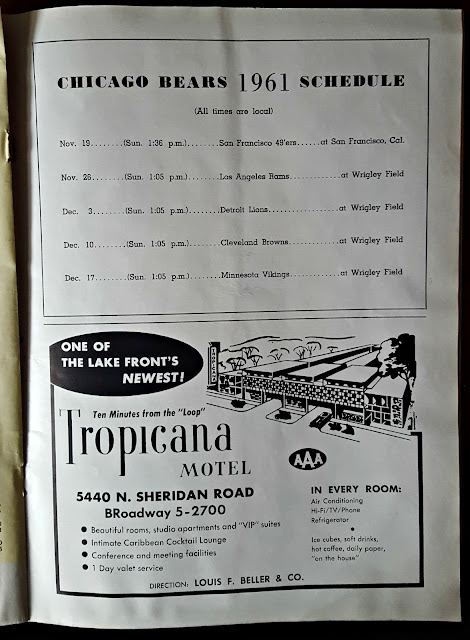 CHICAGO BEARS 1961 SCHEDULE
(All times are local)
Nov. 19........(Sun. 1:36 p.m.)........San Francisco 49'ers......at San Francisco, Cal.
Nov. 26........(Sun. 1:05 p.m.)........Los Angeles Rams.............at Wrigley Field
Dec. 3........(Sun. 1:05 p.m.)........Detroit Lions..................at Wrigley Field
Dec. 10........(Sun. 1:05 p.m.)........Cleveland Browns.............at Wrigley Field
Dec. 17........(Sun. 1:05 p.m.)........Minnesota Vikings.............at Wrigley Field
ONE OF
THE LAKE FRONT'S
NEWEST!
Ten Minutes from the "Loop"
Tropicana
MOTEL
AAA
5440 N. SHERIDAN ROAD
BRoadway 5-2700
• Beautiful rooms, studio apartments and "VIP" suites
• Intimate Caribbean Cocktail Lounge
• Conference and meeting facilities
• 1 Day valet service
IN EVERY ROOM:
Air Conditioning
Hi-Fi/TV/Phone
Refrigerator
•
Ice cubes, soft drinks,
hot coffee, daily paper,
"on the house"
DIRECTION: LOUIS F. BELLER & CO.